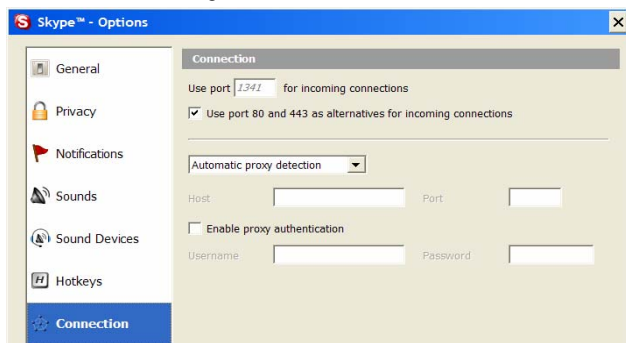 Skype™ - Options
General
Privacy
Notifications
Sounds
Sound Devices
H Hotkeys
Connection
Connection
Use port 1341 for incoming connections
Use port 80 and 443 as alternatives for incoming connections
Automatic proxy detection
Host Port
Enable proxy authentication
Username Password